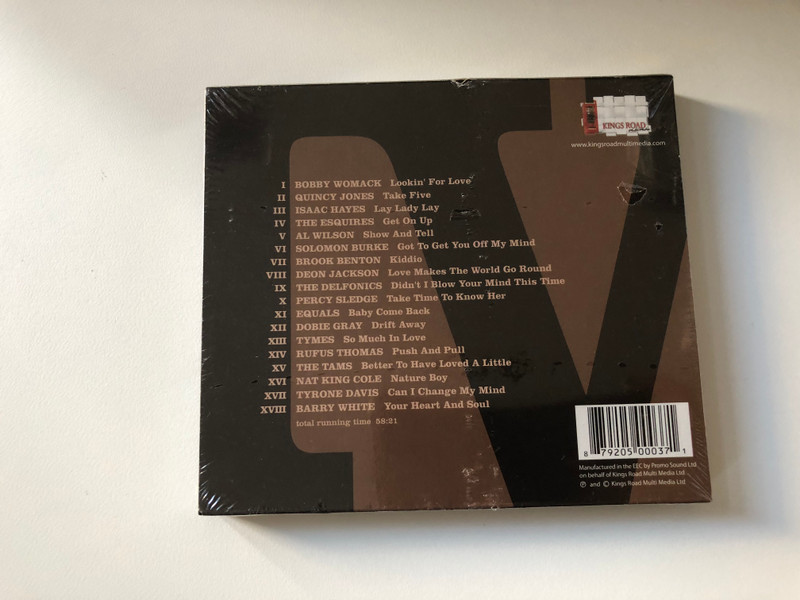 KINGS ROAD
www.kingsroadmultimedia.com
I BOBBY WOMACK Lookin' For Love
II QUINCY JONES Take Five
III ISAAC HAYES Lay Lady Lay
IV THE ESQUIRES Get On Up
V AL WILSON Show And Tell
VI SOLOMON BURKE Got To Get You Off My Mind
VII BROOK BENTON Kiddio
VIII DEON JACKSON Love Makes The World Go Round
IX THE DELFONICS Didn't I Blow Your Mind This Time
X PERCY SLEDGE Take Time To Know Her
XI EQUALS Baby Come Back
XII DOBIE GRAY Drift Away
XIII TYMES So Much In Love
XIV RUFUS THOMAS Push And Pull
XV THE TAMS Better To Have Loved A Little
XVI NAT KING COLE Nature Boy
XVII TYRONE DAVIS Can I Change My Mind
XVIII BARRY WHITE Your Heart And Soul
total running time 58:21
8 79205 00037 1
Manufactured in the EEC by Promo Sound Ltd
on behalf of Kings Road Multi Media Ltd
℗ and © Kings Road Multi Media Ltd